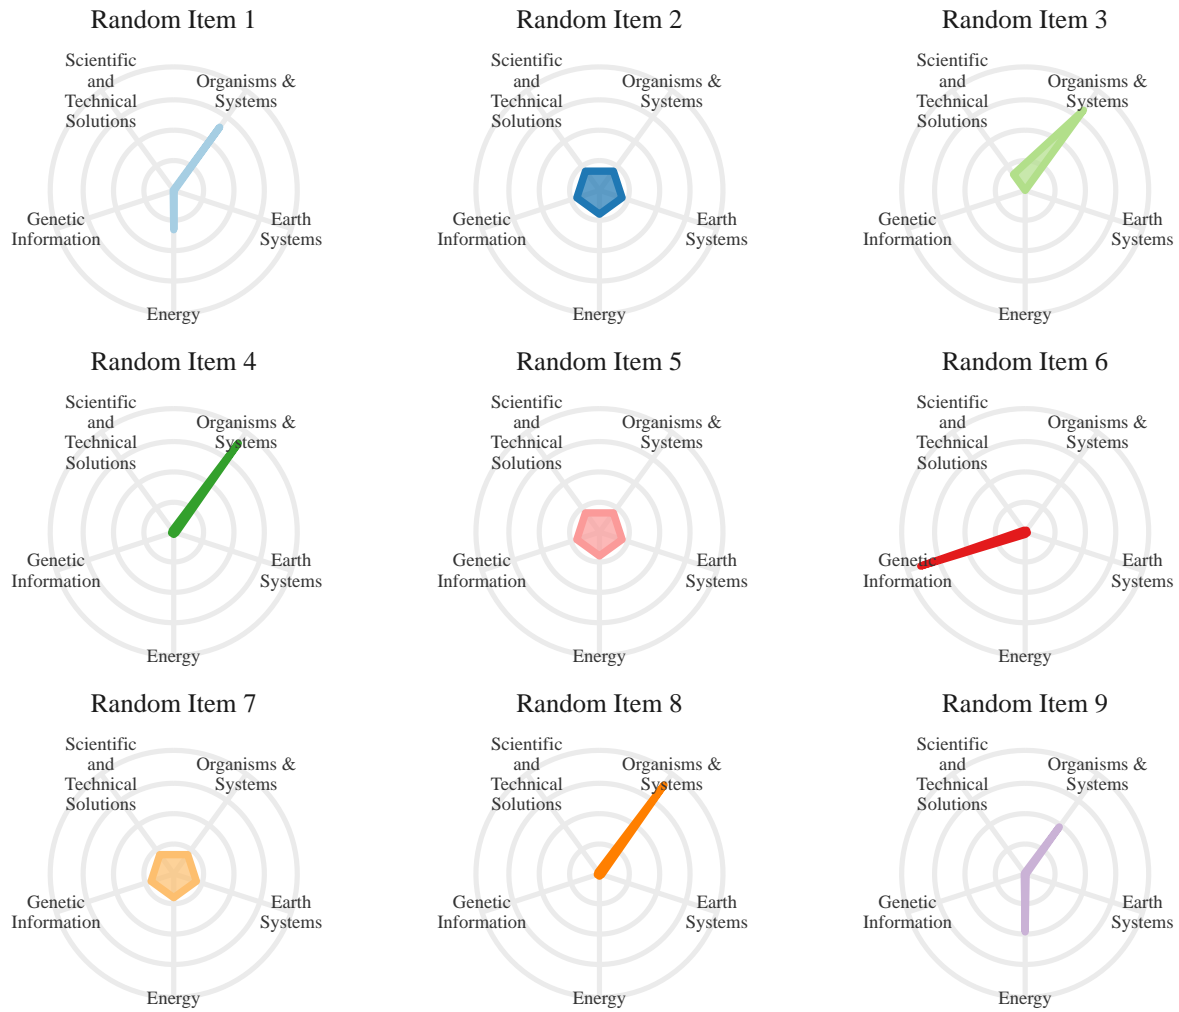 Random Item 1
Scientific
and
Technical
Solutions
Organisms &
Systems
Genetic
Information
Earth
Systems
Energy
Random Item 2
Scientific
and
Technical
Solutions
Organisms &
Systems
Genetic
Information
Earth
Systems
Energy
Random Item 3
Scientific
and
Technical
Solutions
Organisms &
Systems
Genetic
Information
Earth
Systems
Energy
Random Item 4
Scientific
and
Technical
Solutions
Organisms &
Systems
Genetic
Information
Earth
Systems
Energy
Random Item 5
Scientific
and
Technical
Solutions
Organisms &
Systems
Genetic
Information
Earth
Systems
Energy
Random Item 6
Scientific
and
Technical
Solutions
Organisms &
Systems
Genetic
Information
Earth
Systems
Energy
Random Item 7
Scientific
and
Technical
Solutions
Organisms &
Systems
Genetic
Information
Earth
Systems
Energy
Random Item 8
Scientific
and
Technical
Solutions
Organisms &
Systems
Genetic
Information
Earth
Systems
Energy
Random Item 9
Scientific
and
Technical
Solutions
Organisms &
Systems
Genetic
Information
Earth
Systems
Energy